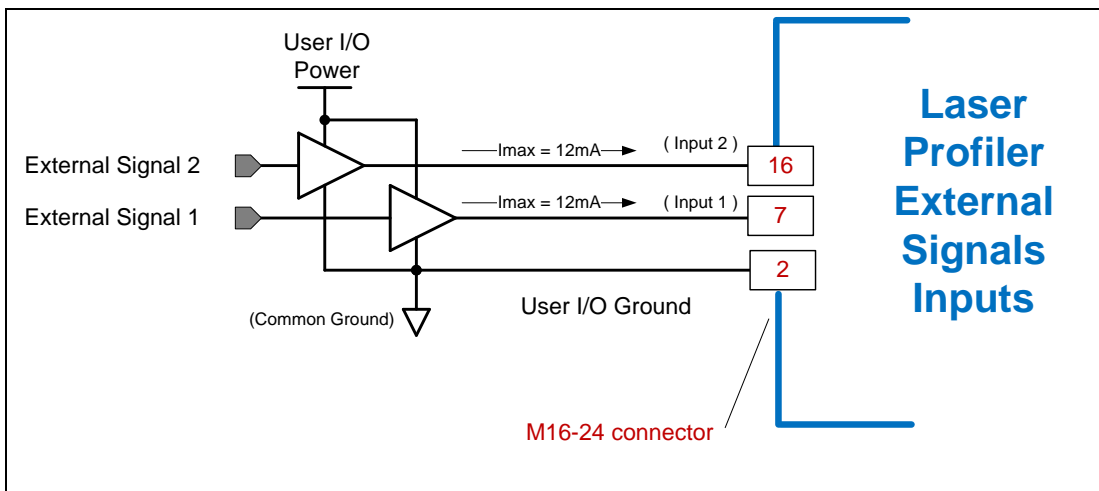 User I/O
Power
External Signal 2
Imax = 12mA
( Input 2 )
16
External Signal 1
Imax = 12mA
( Input 1 )
7
2
(Common Ground)
User I/O Ground
M16-24 connector
Laser
Profiler
External
Signals
Inputs